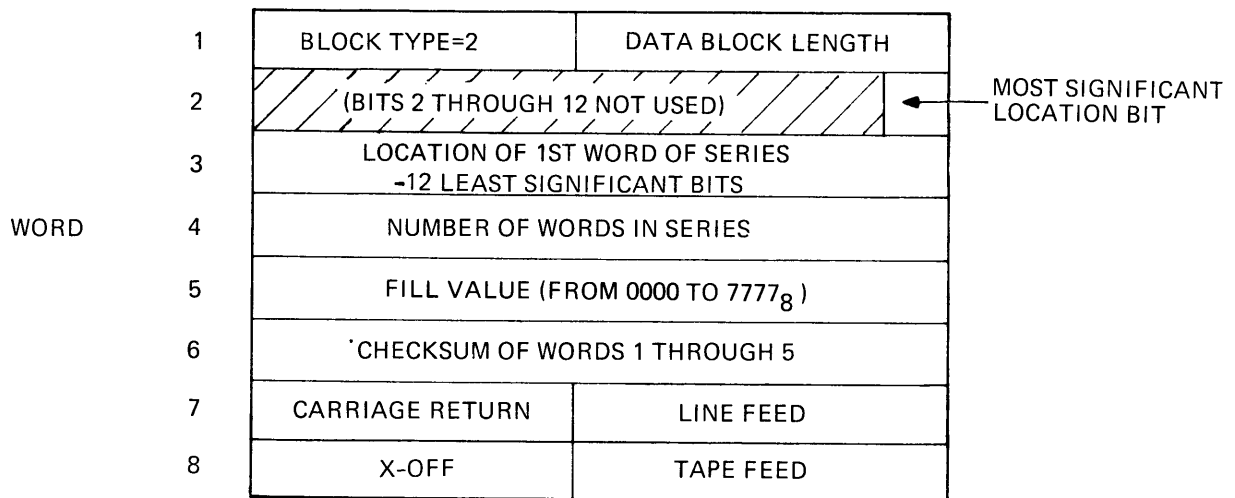 1 BLOCK TYPE=2 DATA BLOCK LENGTH
2 (BITS 2 THROUGH 12 NOT USED) MOST SIGNIFICANT
LOCATION BIT
3 LOCATION OF 1ST WORD OF SERIES
-12 LEAST SIGNIFICANT BITS
WORD 4 NUMBER OF WORDS IN SERIES
5 FILL VALUE (FROM 0000 TO 7777₈)
6 CHECKSUM OF WORDS 1 THROUGH 5
7 CARRIAGE RETURN LINE FEED
8 X-OFF TAPE FEED